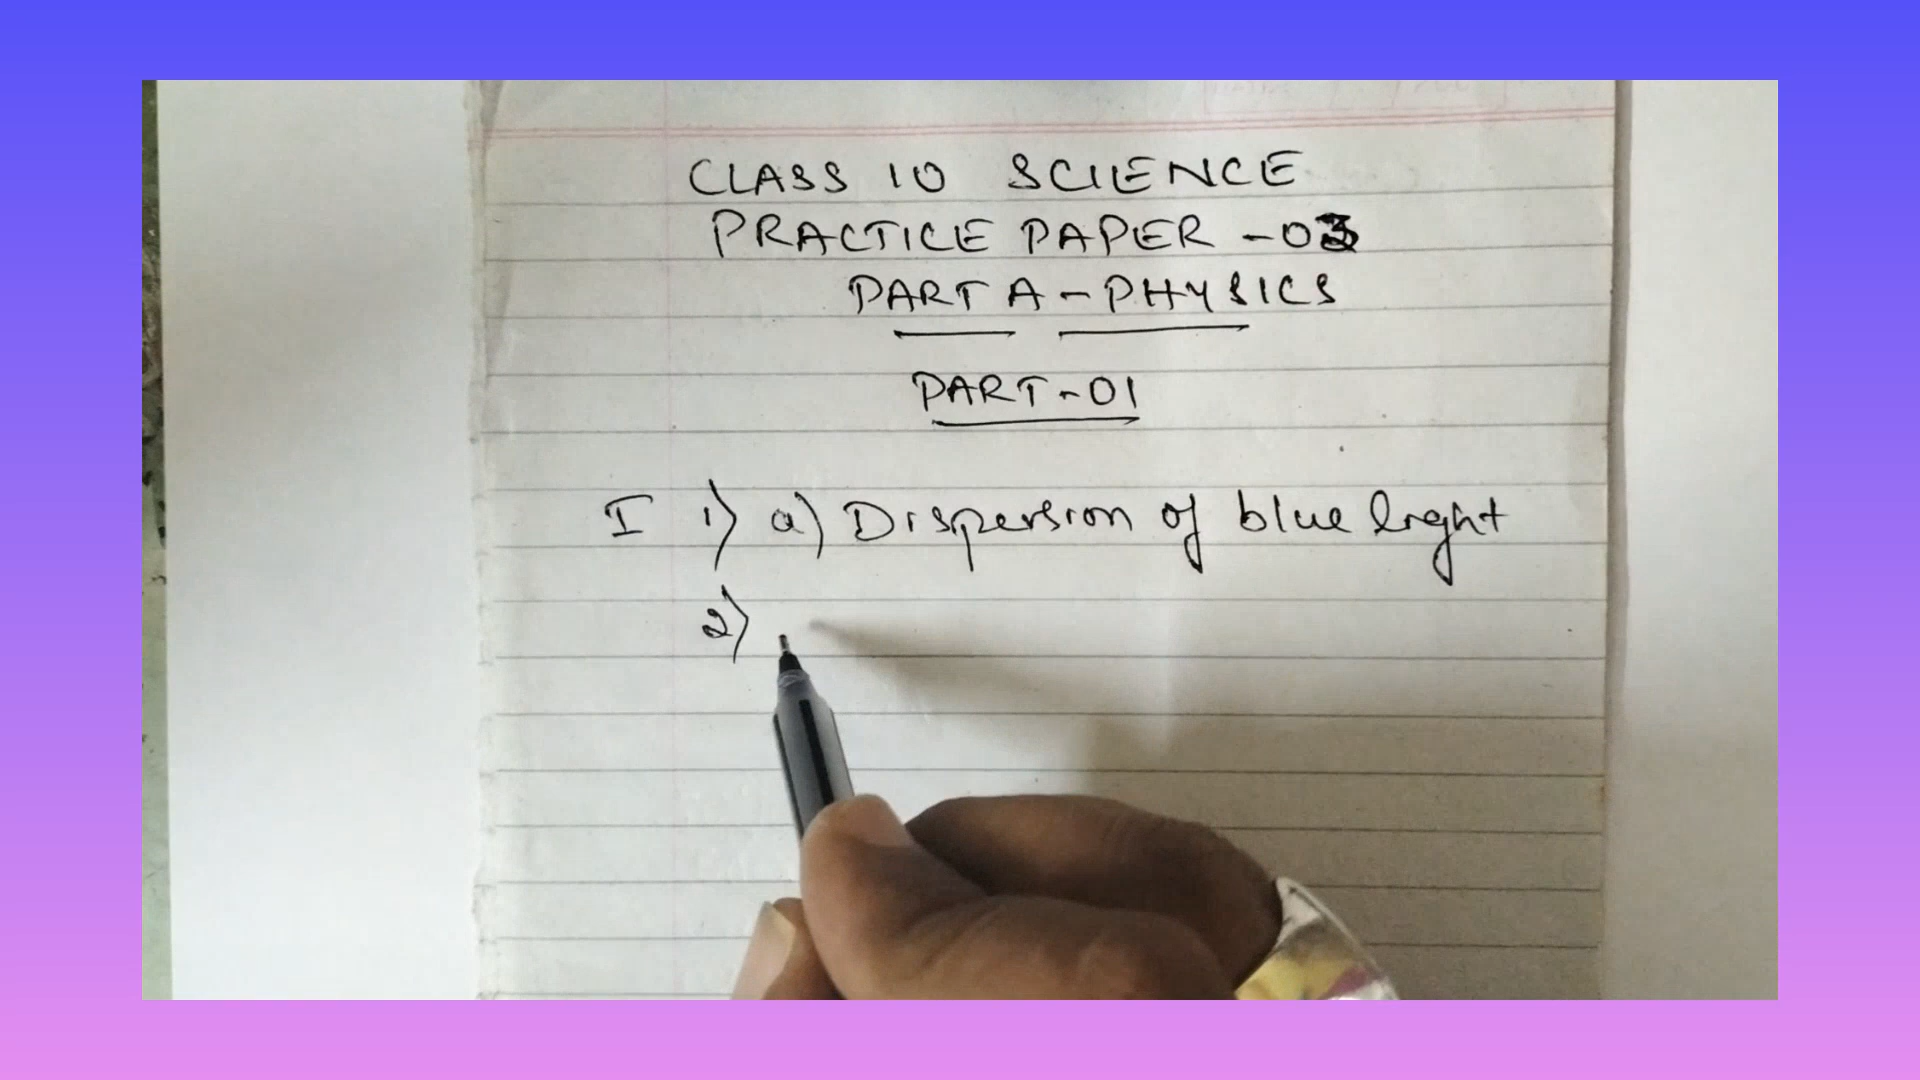 CLASS 10 SCIENCE
PRACTICE PAPER -03
PART A - PHYSICS
PART-01
I 1) a) Dispersion of blue light
2)